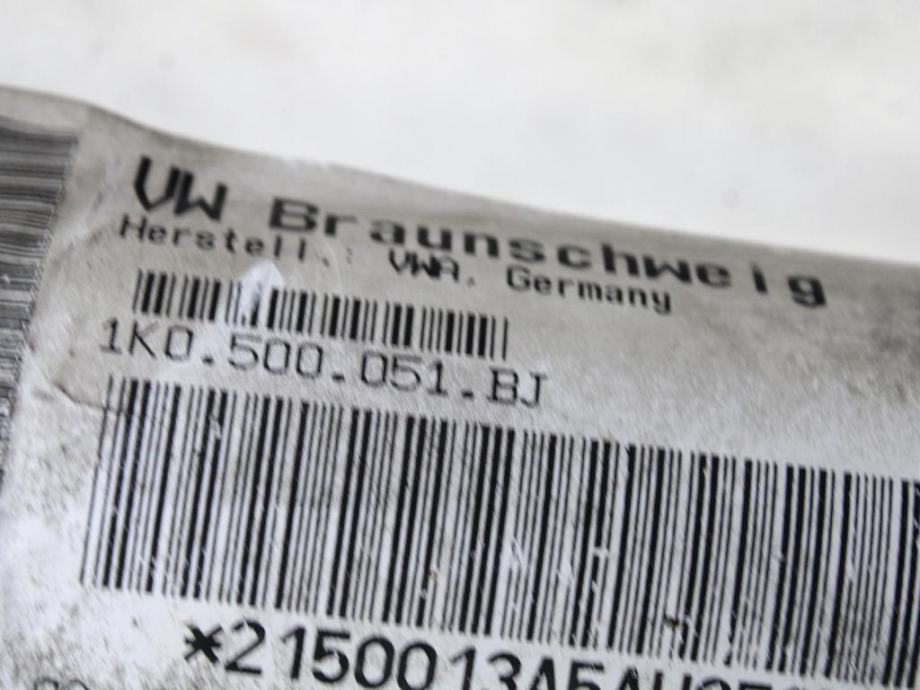 VW Braunschweig
Herstell.: VWA, Germany
1K0.500.051.BJ